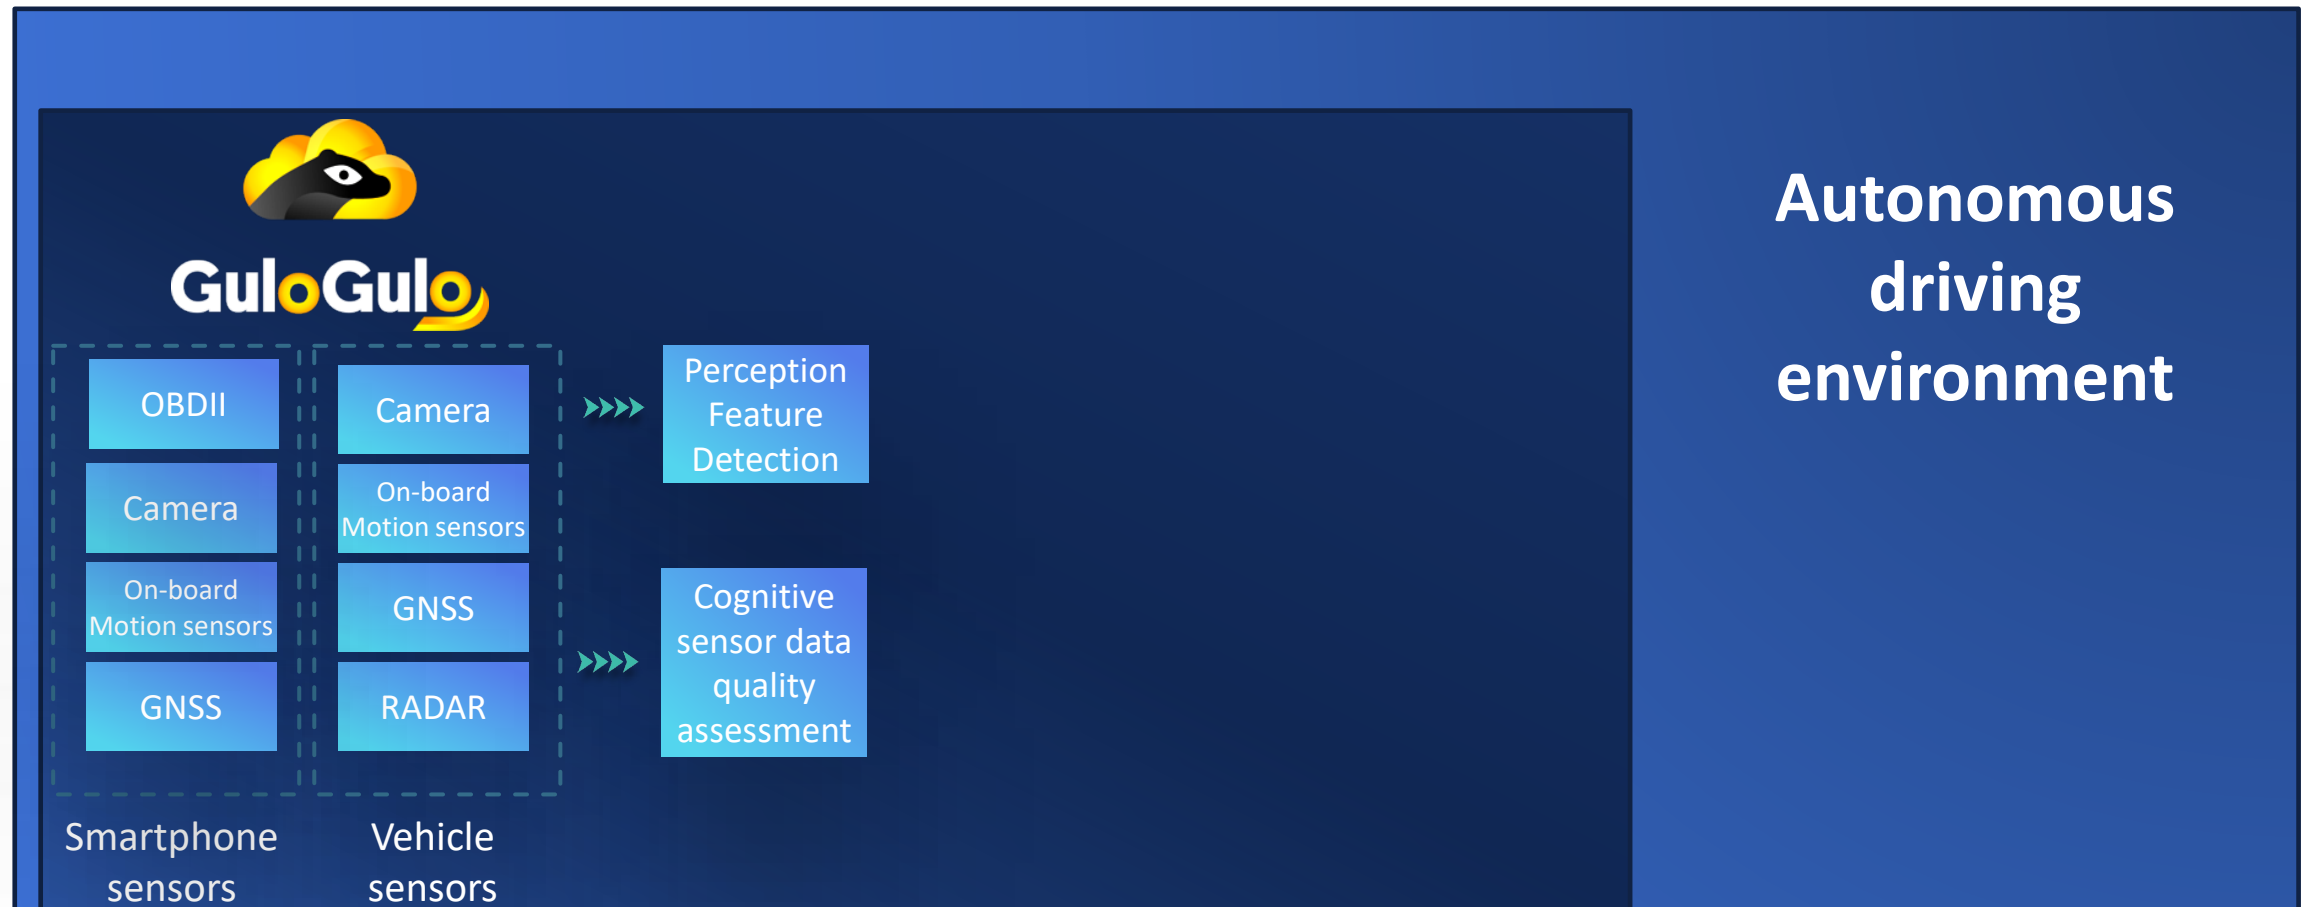 GuloGulo
Autonomous
driving
environment
OBDII
Camera
On-board
Motion sensors
GNSS
Smartphone
sensors
Camera
On-board
Motion sensors
GNSS
RADAR
Vehicle
sensors
Perception
Feature
Detection
Cognitive
sensor data
quality
assessment